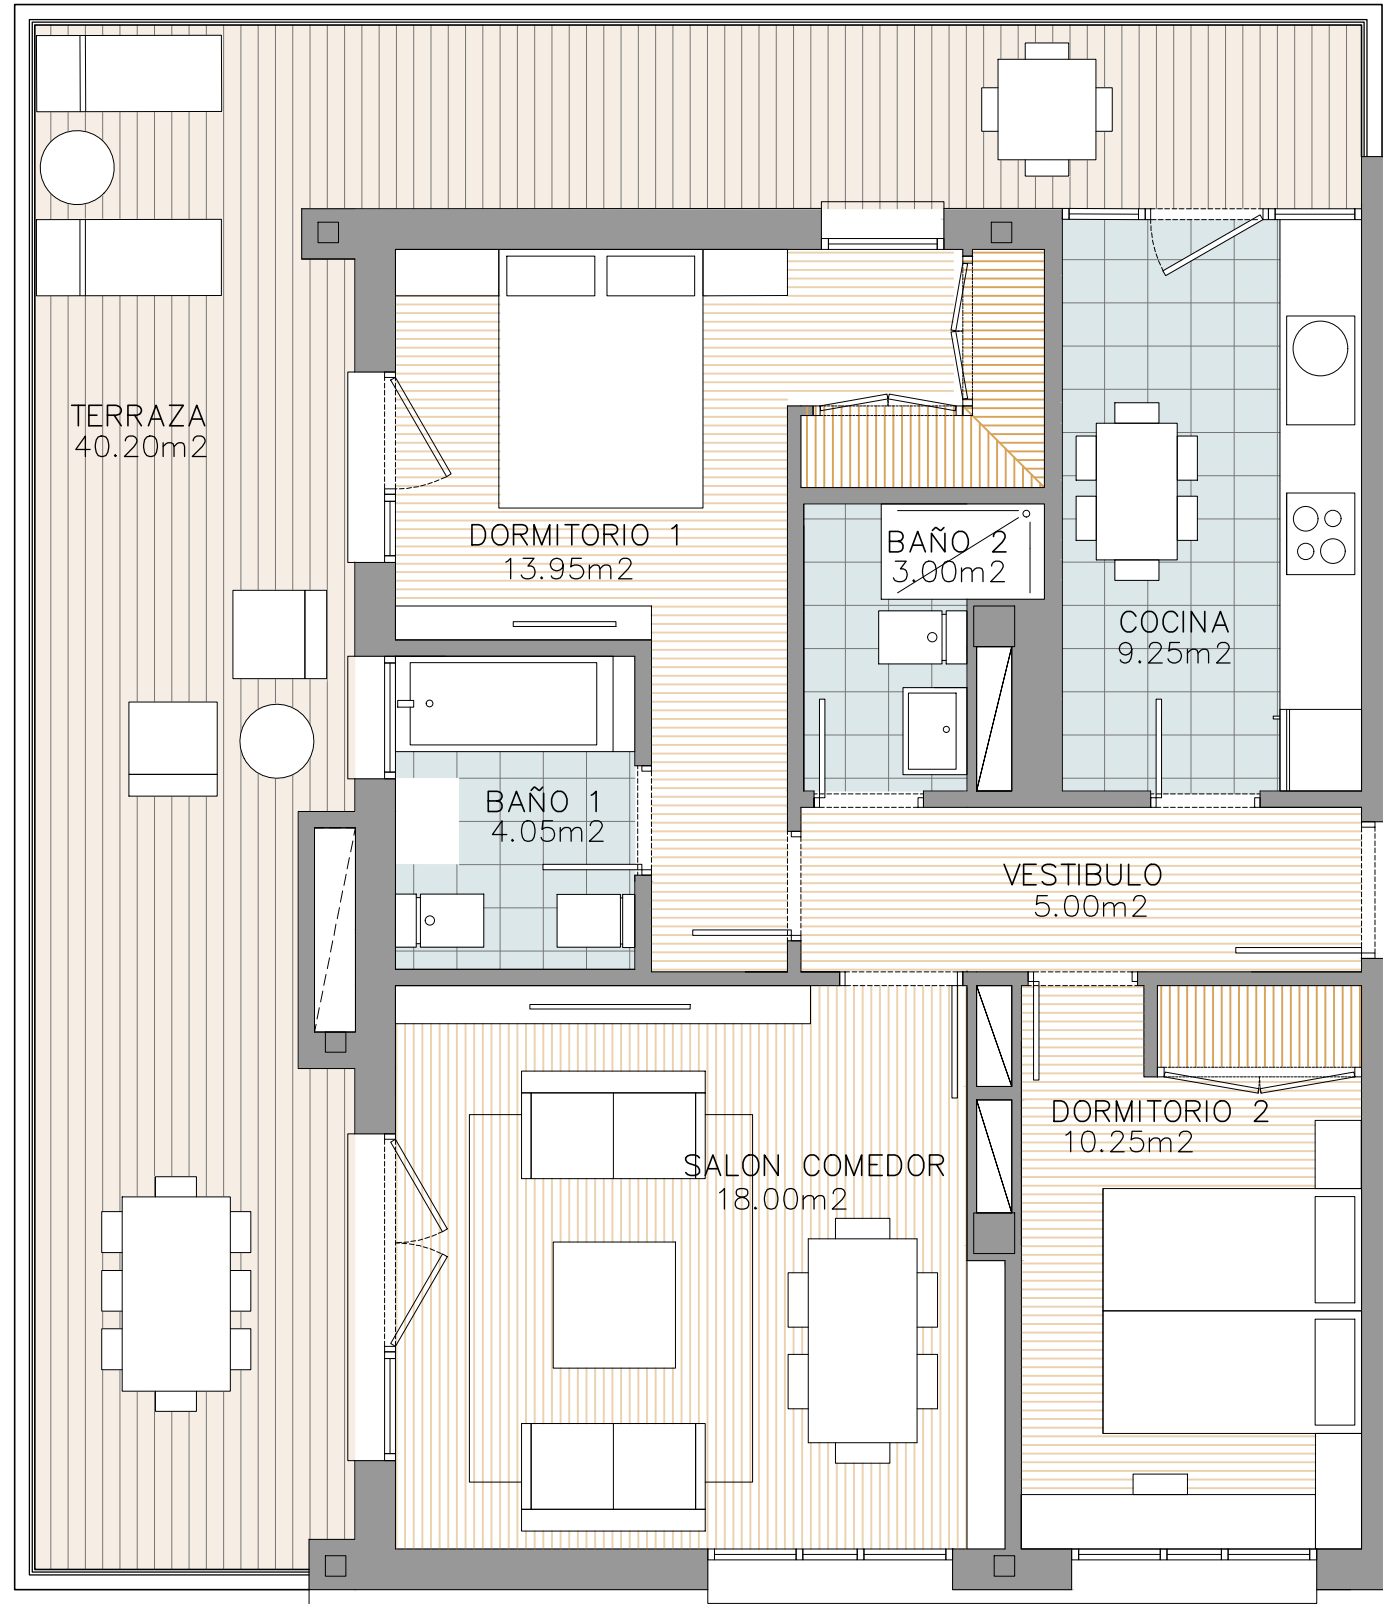 TERRAZA
40.20m2
DORMITORIO 1
13.95m2
BAÑO 2
3.00m2
COCINA
9.25m2
BAÑO 1
4.05m2
VESTIBULO
5.00m2
DORMITORIO 2
10.25m2
SALON COMEDOR
18.00m2